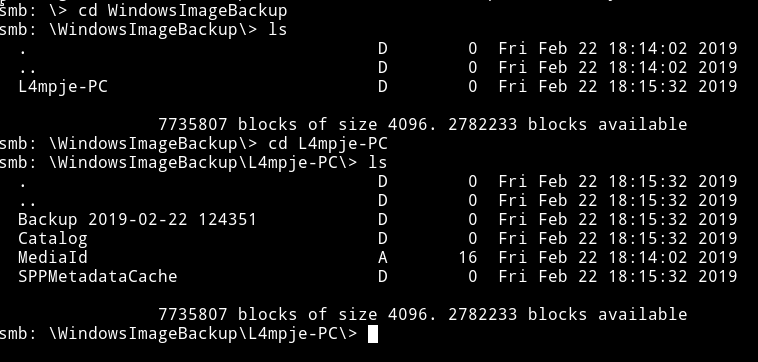 smb: \> cd WindowsImageBackup
smb: \WindowsImageBackup\> ls
. D 0 Fri Feb 22 18:14:02 2019
.. D 0 Fri Feb 22 18:14:02 2019
L4mpje-PC D 0 Fri Feb 22 18:15:32 2019
7735807 blocks of size 4096. 2782233 blocks available
smb: \WindowsImageBackup\> cd L4mpje-PC
smb: \WindowsImageBackup\L4mpje-PC\> ls
. D 0 Fri Feb 22 18:15:32 2019
.. D 0 Fri Feb 22 18:15:32 2019
Backup 2019-02-22 124351 D 0 Fri Feb 22 18:15:32 2019
Catalog D 0 Fri Feb 22 18:15:32 2019
MediaId A 16 Fri Feb 22 18:14:02 2019
SPPMetadataCache D 0 Fri Feb 22 18:15:32 2019
7735807 blocks of size 4096. 2782233 blocks available
smb: \WindowsImageBackup\L4mpje-PC\>